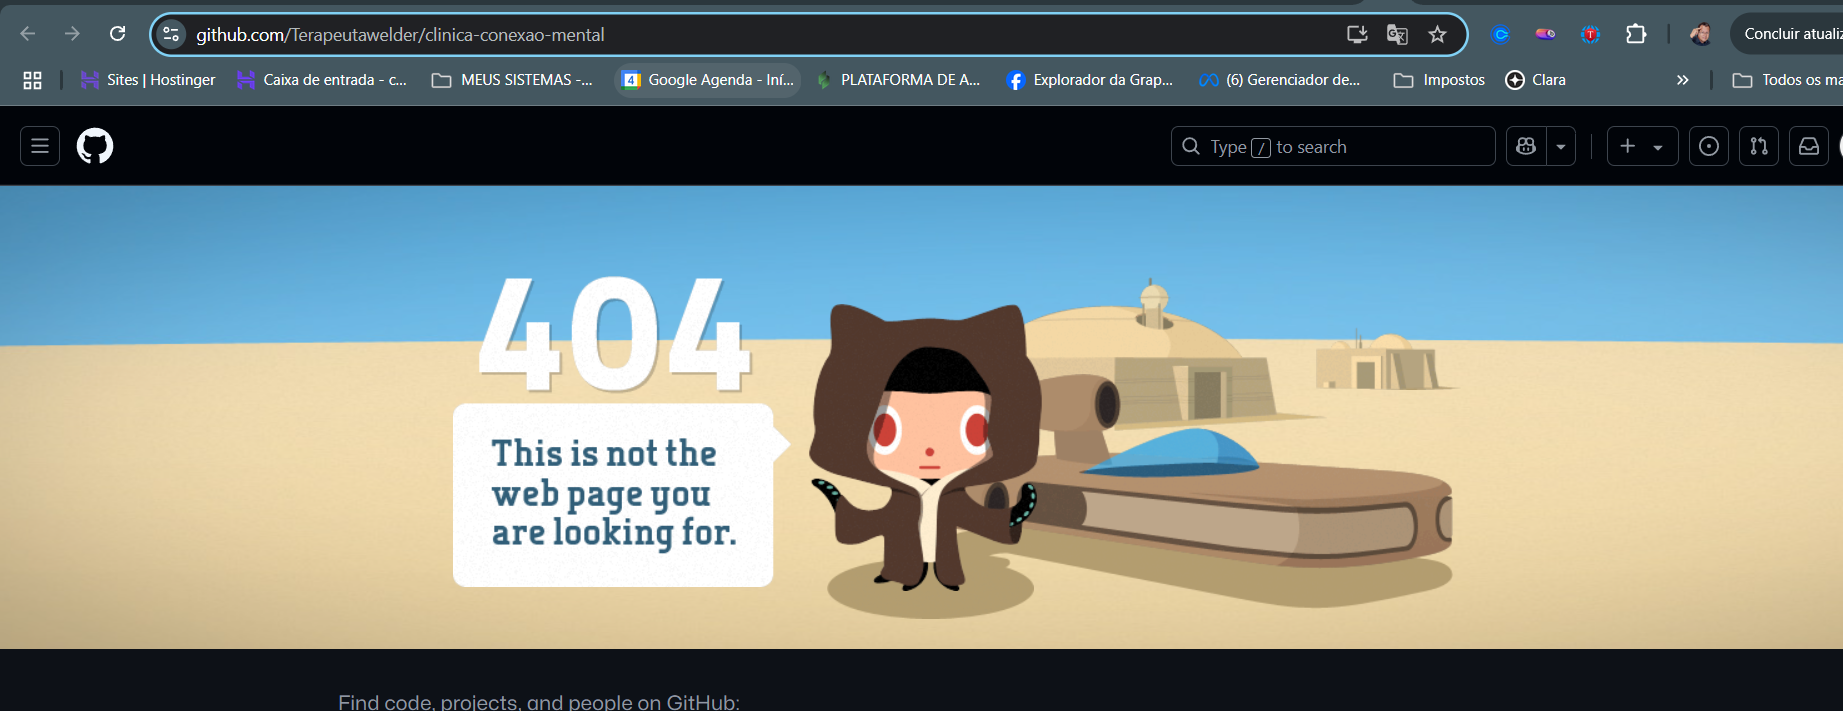 github.com/Terapeutawelder/clinica-conexao-mental
Concluir atualiz
Sites | Hostinger
Caixa de entrada - c...
MEUS SISTEMAS -...
4
Google Agenda - Iní...
PLATAFORMA DE A...
Explorador da Grap...
(6) Gerenciador de...
Impostos
Clara
»
Todos os ma
Type / to search
404
This is not the
web page you
are looking for.
Find code, projects, and people on GitHub: